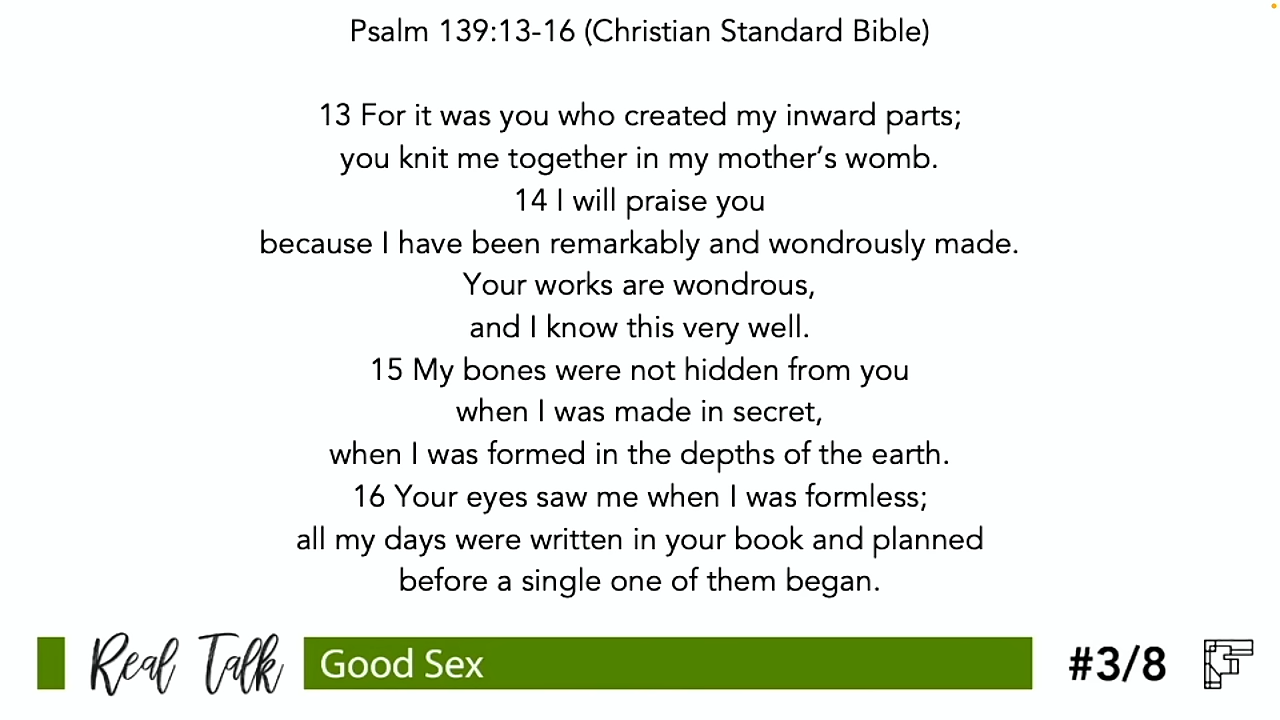 Psalm 139:13-16 (Christian Standard Bible)
13 For it was you who created my inward parts;
you knit me together in my mother’s womb.
14 I will praise you
because I have been remarkably and wondrously made.
Your works are wondrous,
and I know this very well.
15 My bones were not hidden from you
when I was made in secret,
when I was formed in the depths of the earth.
16 Your eyes saw me when I was formless;
all my days were written in your book and planned
before a single one of them began.
Real Talk Good Sex #3/8